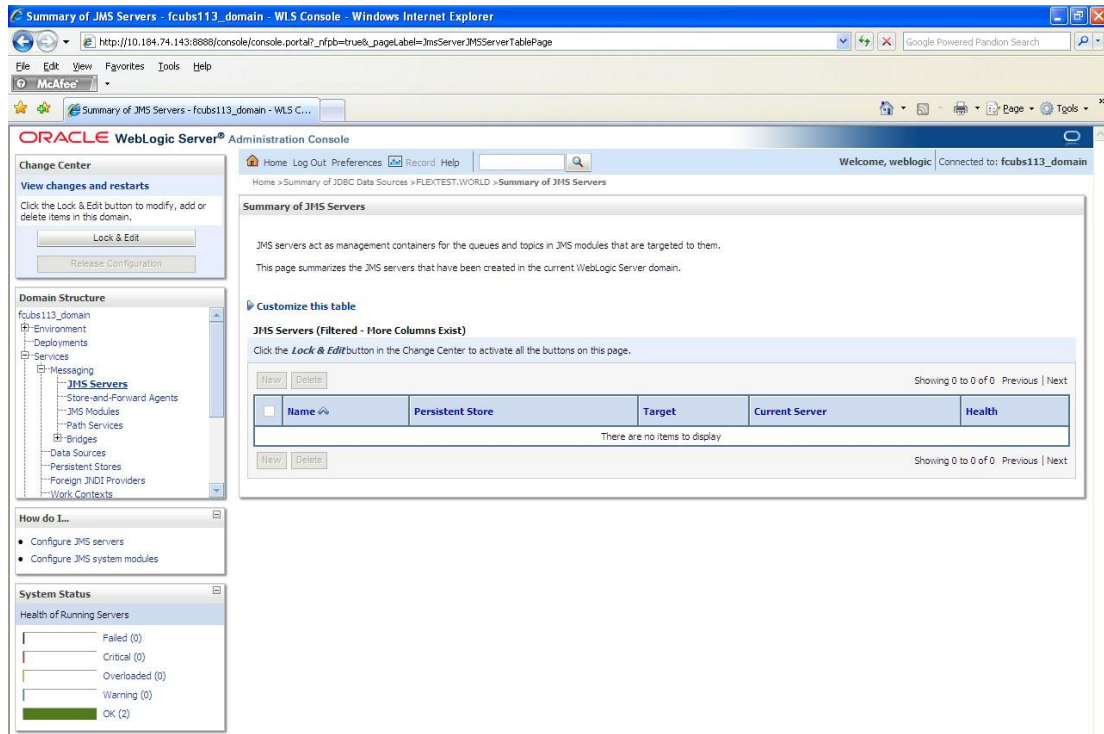 Summary of JMS Servers - fcubs113_domain - WLS Console - Windows Internet Explorer
http://10.184.74.143:8888/console/console.portal?_nfpb=true&_pageLabel=JmsServerJMSServerTablePage
Google Powered Pandion Search
File Edit View Favorites Tools Help
McAfee
Summary of JMS Servers - fcubs113_domain - WLS C...
Page Tools
ORACLE WebLogic Server® Administration Console
Change Center
View changes and restarts
Click the Lock & Edit button to modify, add or
delete items in this domain.
Lock & Edit
Release Configuration
Domain Structure
fcubs113_domain
Environment
Deployments
Services
Messaging
JMS Servers
Store-and-Forward Agents
JMS Modules
Path Services
Bridges
Data Sources
Persistent Stores
Foreign JNDI Providers
Work Contexts
How do I...
Configure JMS servers
Configure JMS system modules
System Status
Health of Running Servers
Failed (0)
Critical (0)
Overloaded (0)
Warning (0)
OK (2)
Home Log Out Preferences Record Help
Welcome, weblogic Connected to: fcubs113_domain
Home >Summary of JDBC Data Sources >FLEXTEST.WORLD >Summary of JMS Servers
Summary of JMS Servers
JMS servers act as management containers for the queues and topics in JMS modules that are targeted to them.
This page summarizes the JMS servers that have been created in the current WebLogic Server domain.
Customize this table
JMS Servers (Filtered - More Columns Exist)
Click the Lock & Edit button in the Change Center to activate all the buttons on this page.
New Delete Showing 0 to 0 of 0 Previous | Next
Name Persistent Store Target Current Server Health
There are no items to display
New Delete Showing 0 to 0 of 0 Previous | Next